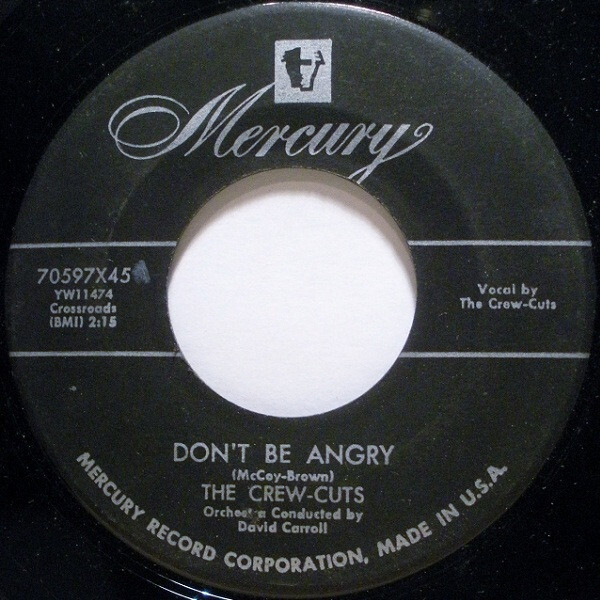 Mercury
70597X45
YW11474
Crossroads
(BMI) 2:15
Vocal by
The Crew-Cuts
DON'T BE ANGRY
(McCoy-Brown)
THE CREW-CUTS
Orchestra Conducted by
David Carroll
MERCURY RECORD CORPORATION, MADE IN U.S.A.